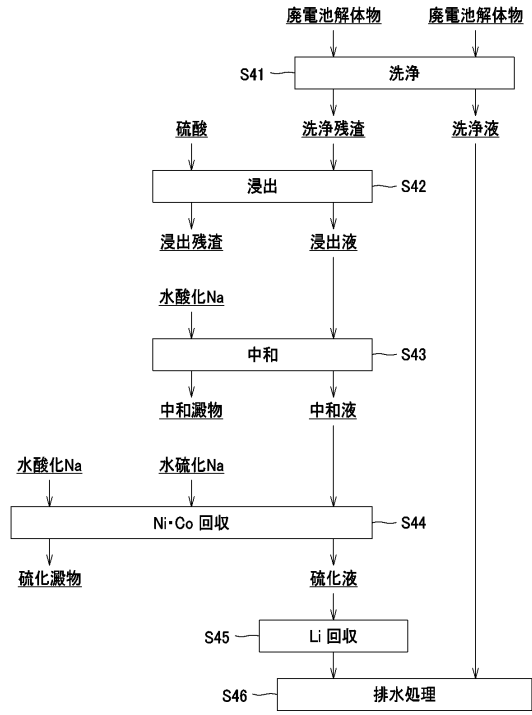 廃電池解体物 廃電池解体物
S41 洗浄
硫酸 洗浄残渣 洗浄液
浸出 S42
浸出残渣 浸出液
水酸化Na
中和 S43
中和澱物 中和液
水酸化Na 水硫化Na
Ni・Co 回収 S44
硫化澱物 硫化液
S45 Li 回収
S46 排水処理